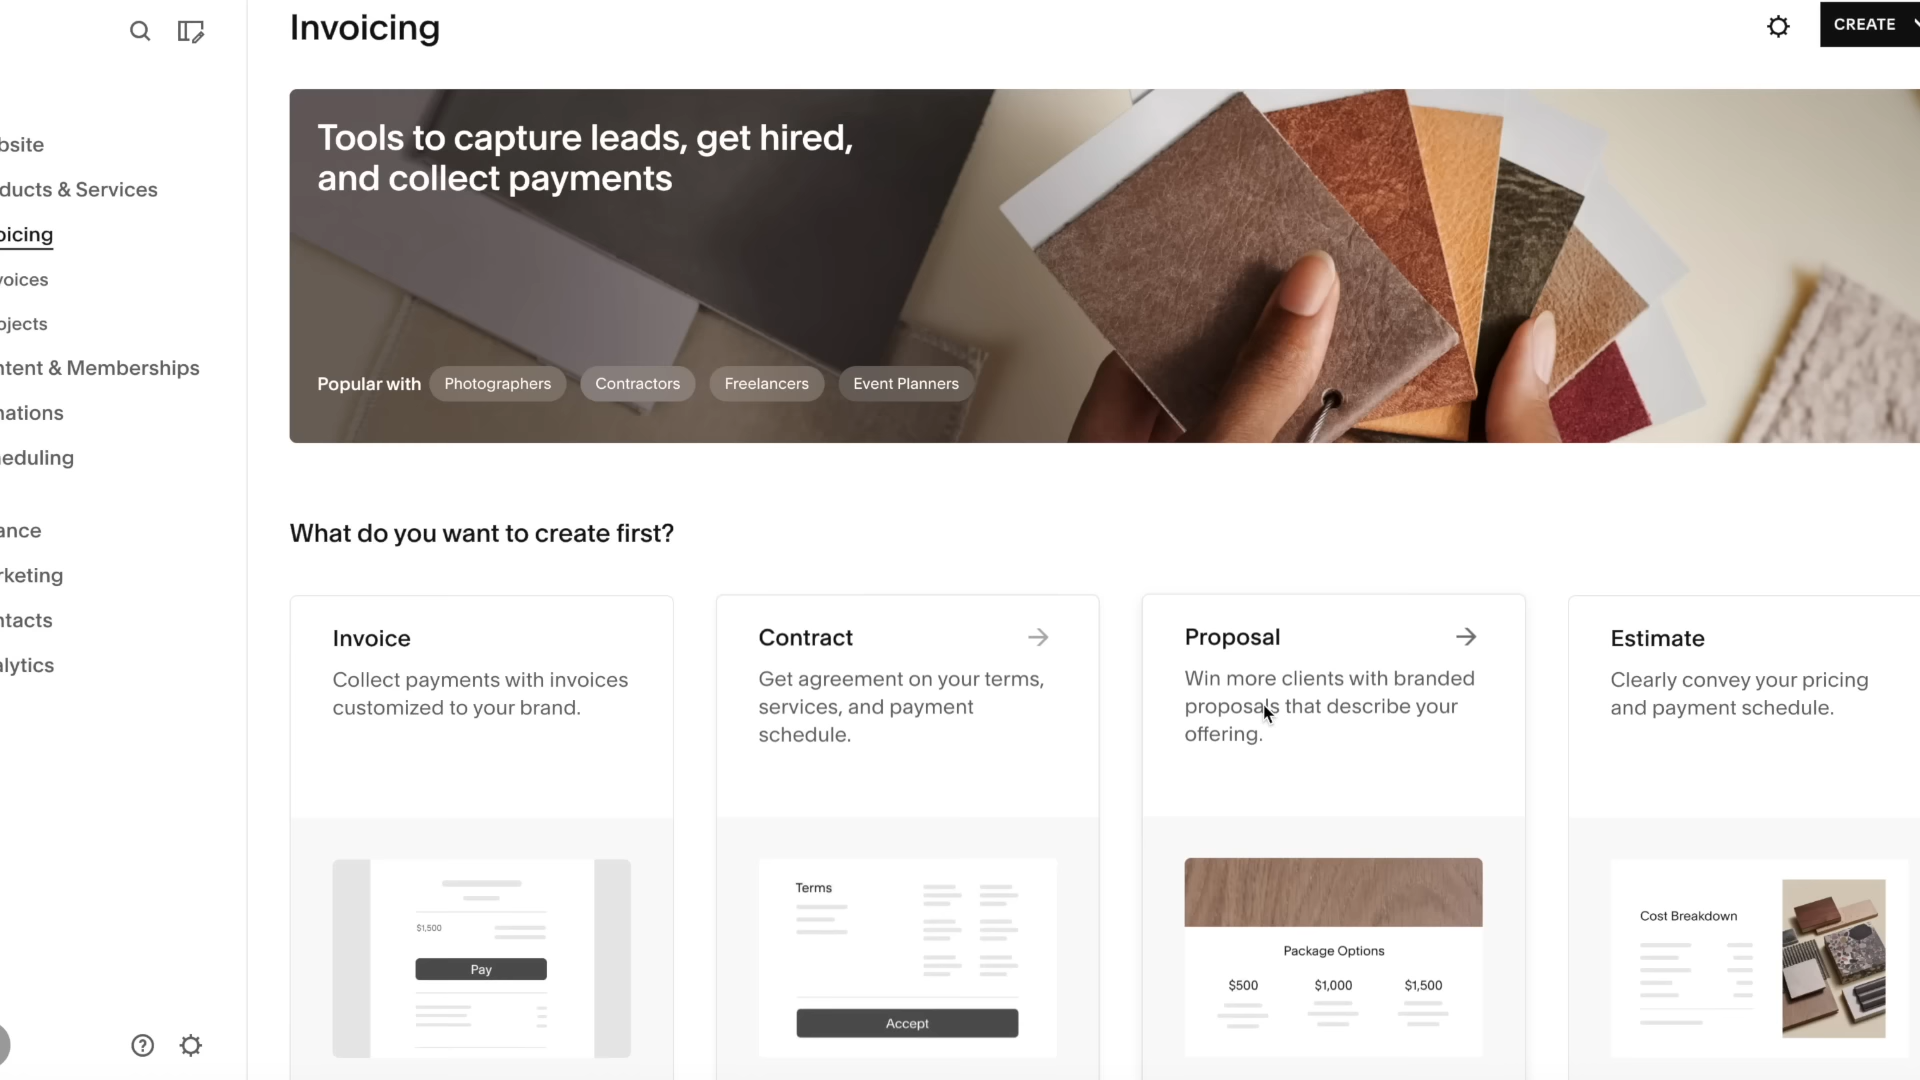 Invoicing
CREATE
bsite
ducts & Services
oicing
voices
ojects
ntent & Memberships
nations
eduling
ance
rketing
ntacts
alytics
Tools to capture leads, get hired,
and collect payments
Popular with Photographers Contractors Freelancers Event Planners
What do you want to create first?
Invoice
Collect payments with invoices
customized to your brand.
$1,500
Pay
Contract
Get agreement on your terms,
services, and payment
schedule.
Terms
Accept
Proposal
Win more clients with branded
proposals that describe your
offering.
Package Options
$500 $1,000 $1,500
Estimate
Clearly convey your pricing
and payment schedule.
Cost Breakdown